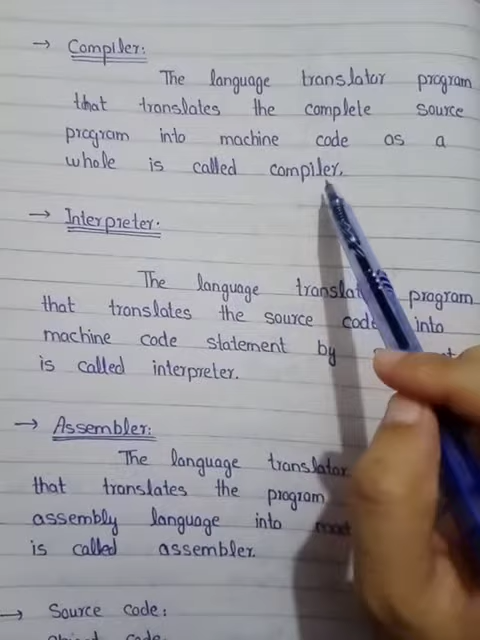 → Compiler:
The language translator program
that translates the complete source
program into machine code as a
whole is called compiler.
→ Interpreter.
The language program
that translates the source code into
machine code statement by
is called interpreter.
→ Assembler:
The language translator
that translates the program
assembly language into
is called assembler.
→ Source code:
Object code